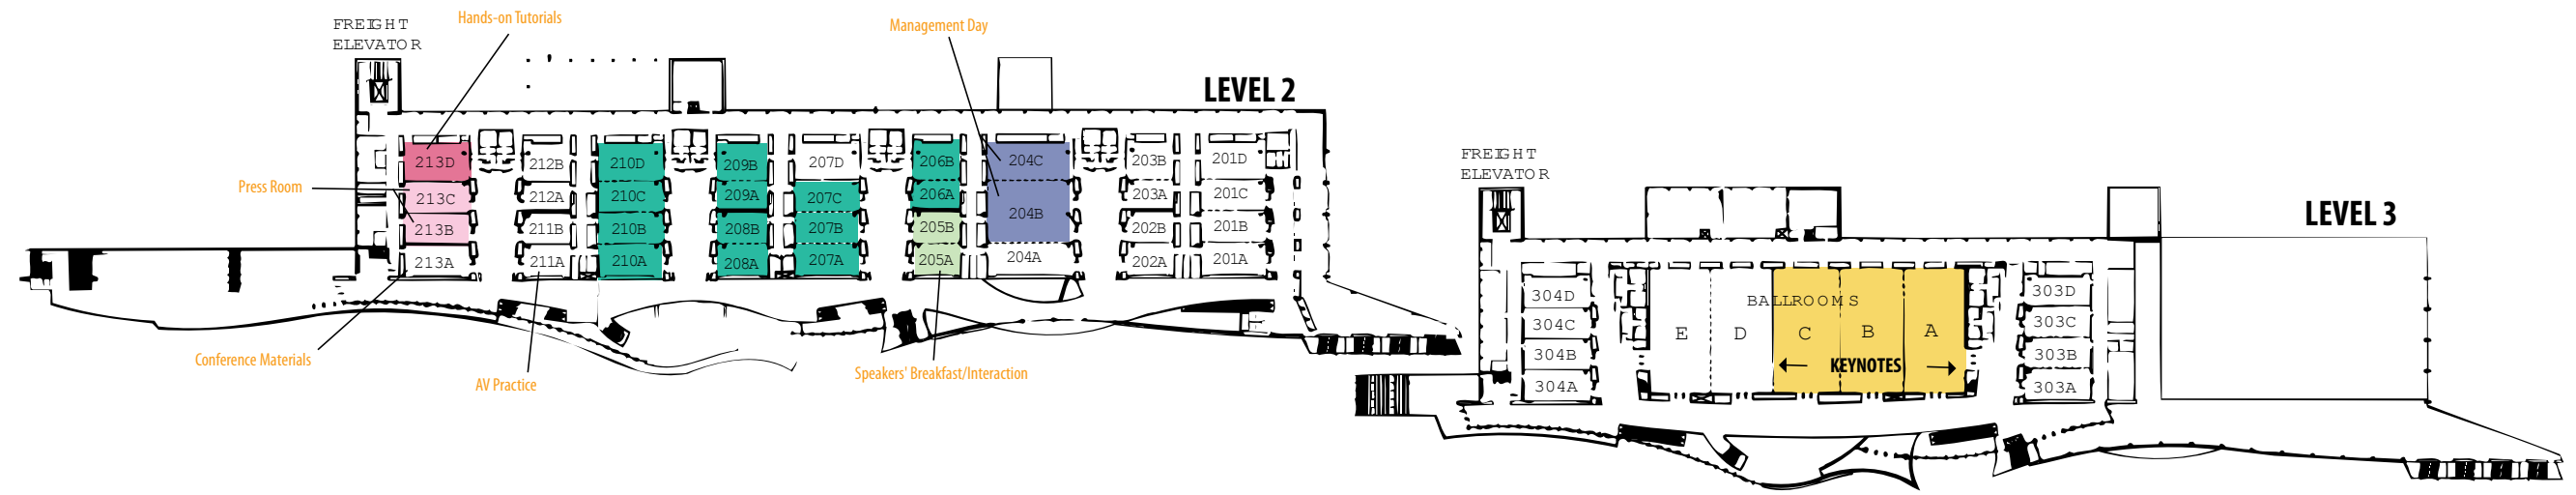 Hands-on Tutorials
Management Day
FREIGHT
ELEVATOR
LEVEL 2
213D
212B
210D
209B
207D
206B
204C
203B
201D
Press Room
213C
212A
210C
209A
207C
206A
204B
203A
201C
213B
211B
210B
208B
207B
205B
202B
201B
213A
211A
210A
208A
207A
205A
204A
202A
201A
Conference Materials
AV Practice
Speakers' Breakfast/Interaction
FREIGHT
ELEVATOR
LEVEL 3
304D
BALLROOMS
303D
304C
E
D
C
B
A
303C
304B
KEYNOTES
303B
304A
303A